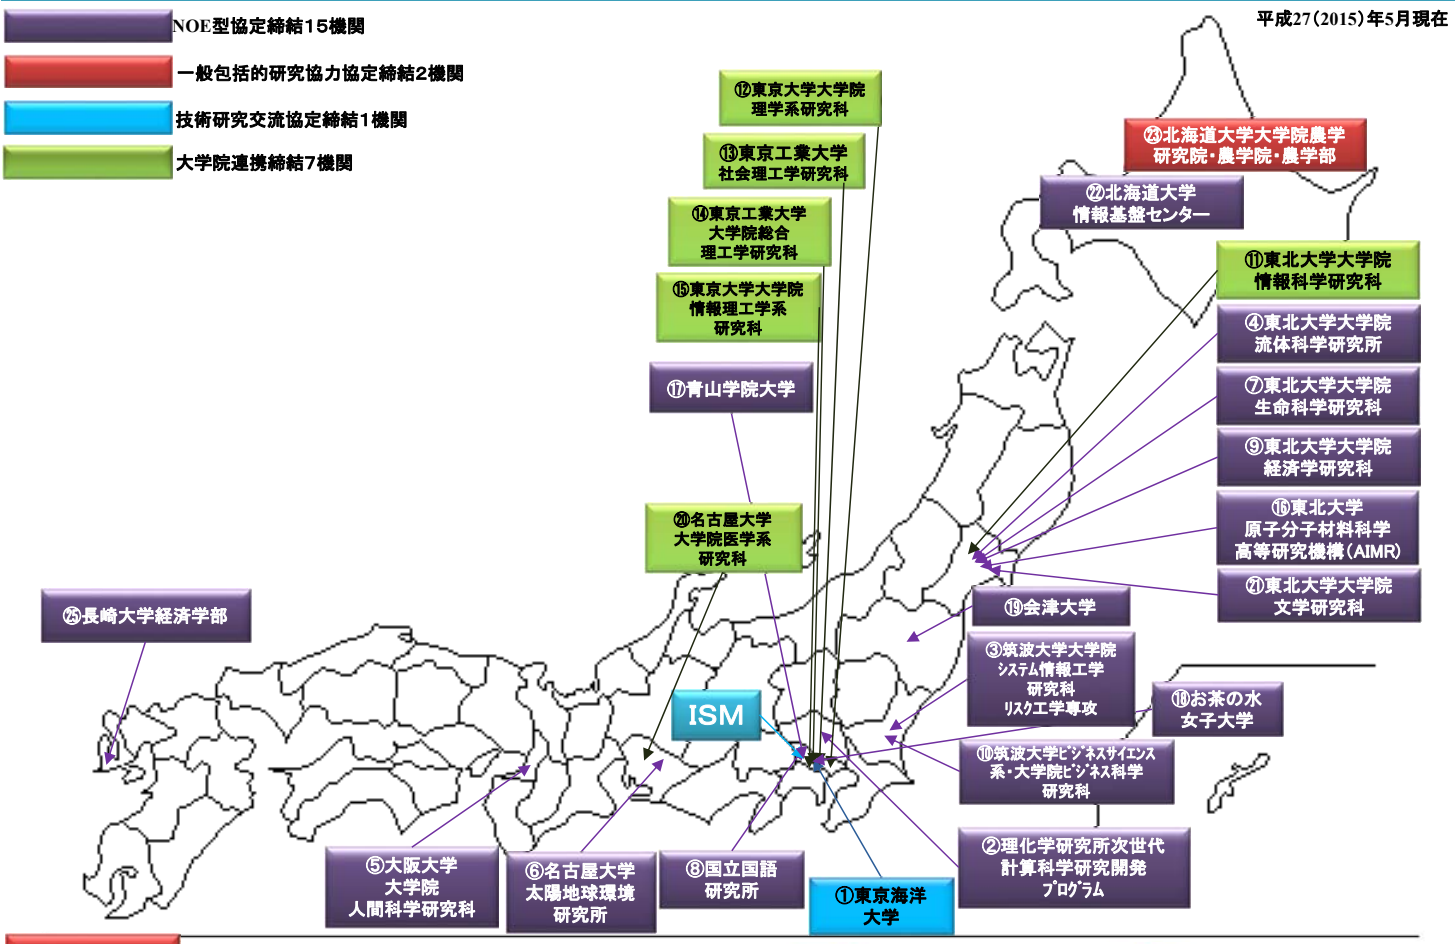 平成27（2015）年5月現在
NOE型協定締結15機関
一般包括的研究協力協定締結2機関
技術研究交流協定締結1機関
大学院連携締結7機関
⑫東京大学大学院
理学系研究科
⑬東京工業大学
社会理工学研究科
⑭東京工業大学
大学院総合
理工学研究科
⑮東京大学大学院
情報理工学系
研究科
⑰青山学院大学
⑳名古屋大学
大学院医学系
研究科
㉓北海道大学大学院農学
研究院・農学院・農学部
㉒北海道大学
情報基盤センター
⑪東北大学大学院
情報科学研究科
④東北大学大学院
流体科学研究所
⑦東北大学大学院
生命科学研究科
⑨東北大学大学院
経済学研究科
⑯東北大学
原子分子材料科学
高等研究機構（AIMR）
㉑東北大学大学院
文学研究科
⑲会津大学
③筑波大学大学院
ｼｽﾃﾑ情報工学
研究科
ﾘｽｸ工学専攻
⑱お茶の水
女子大学
⑩筑波大学ﾋﾞｼﾞﾈｽｻｲｴﾝｽ
系・大学院ﾋﾞｼﾞﾈｽ科学
研究科
②理化学研究所次世代
計算科学研究開発
ﾌﾟﾛｸﾞﾗﾑ
㉕長崎大学経済学部
ISM
⑤大阪大学
大学院
人間科学研究科
⑥名古屋大学
太陽地球環境
研究所
⑧国立国語
研究所
①東京海洋
大学